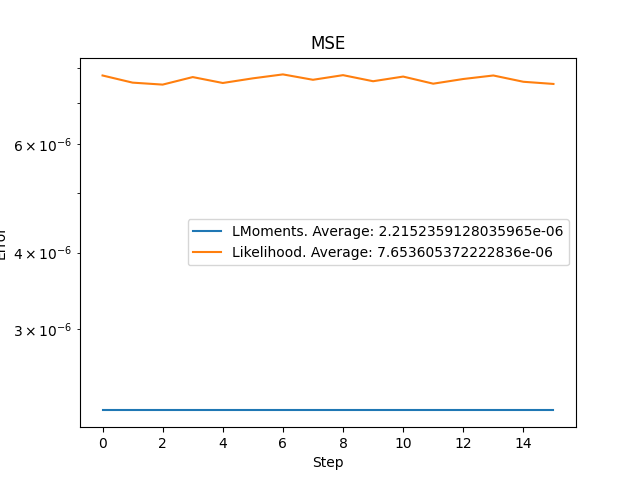 MSE
6 × 10⁻⁶
4 × 10⁻⁶
3 × 10⁻⁶
Error
LMoments. Average: 2.2152359128035965e-06
Likelihood. Average: 7.653605372222836e-06
0 2 4 6 8 10 12 14
Step